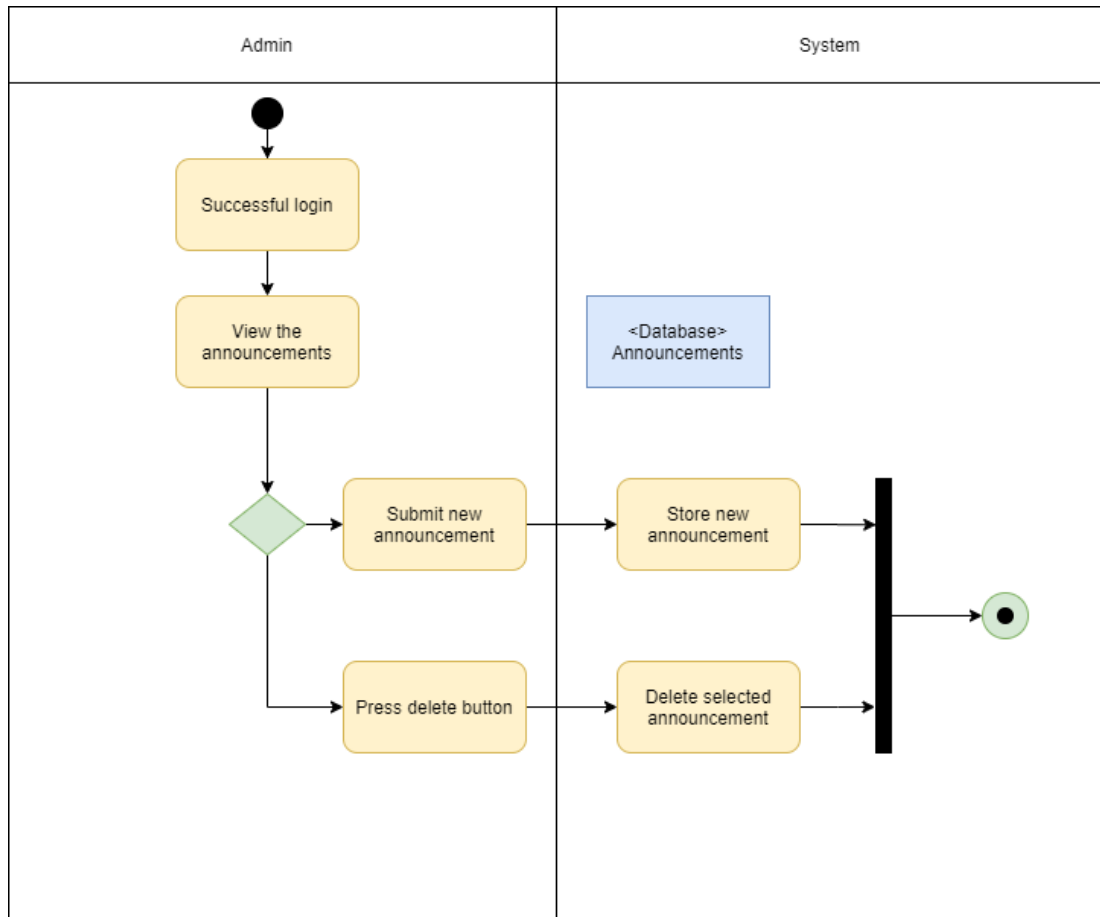 Admin
System
Successful login
View the
announcements
<Database>
Announcements
Submit new
announcement
Store new
announcement
Press delete button
Delete selected
announcement